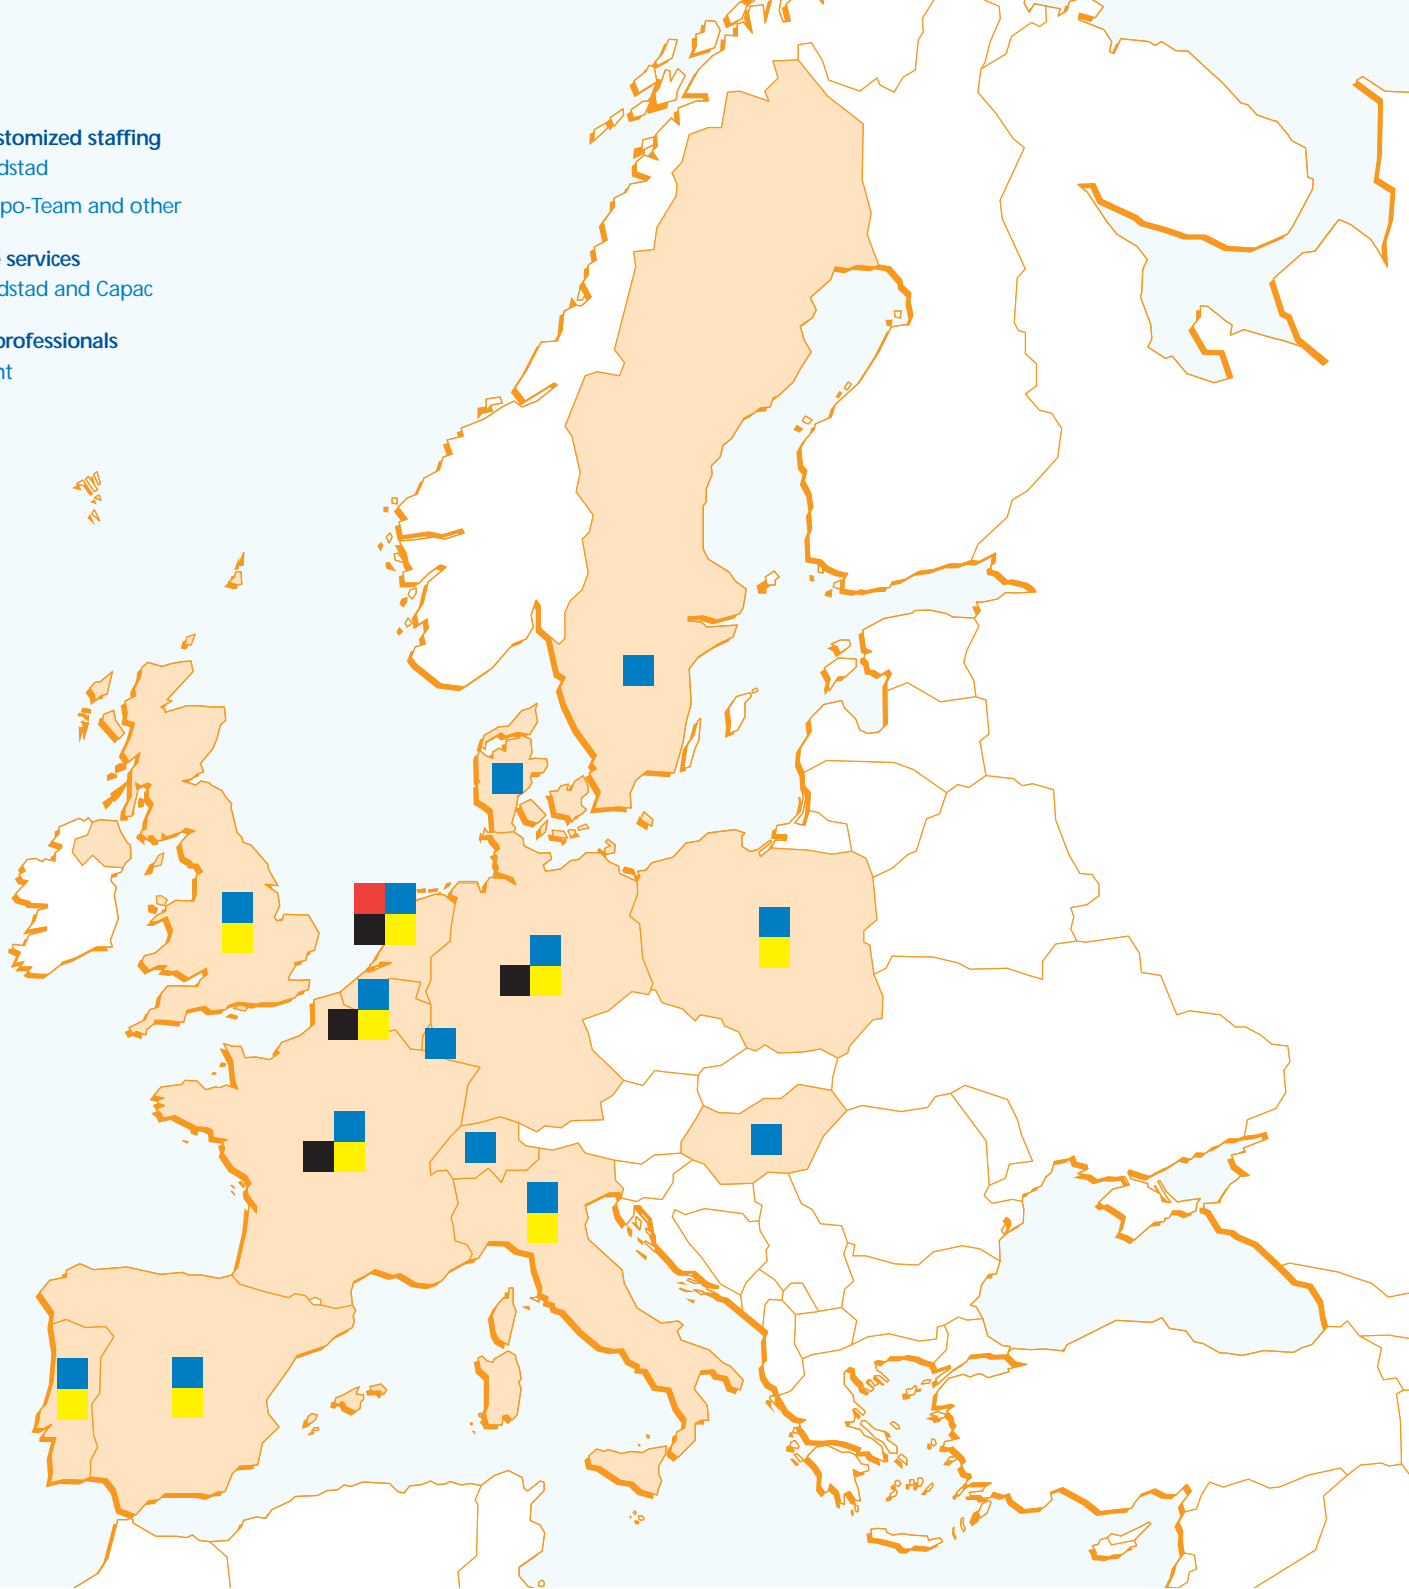 stomized staffing
dstad
po-Team and other
services
dstad and Capac
professionals
nt